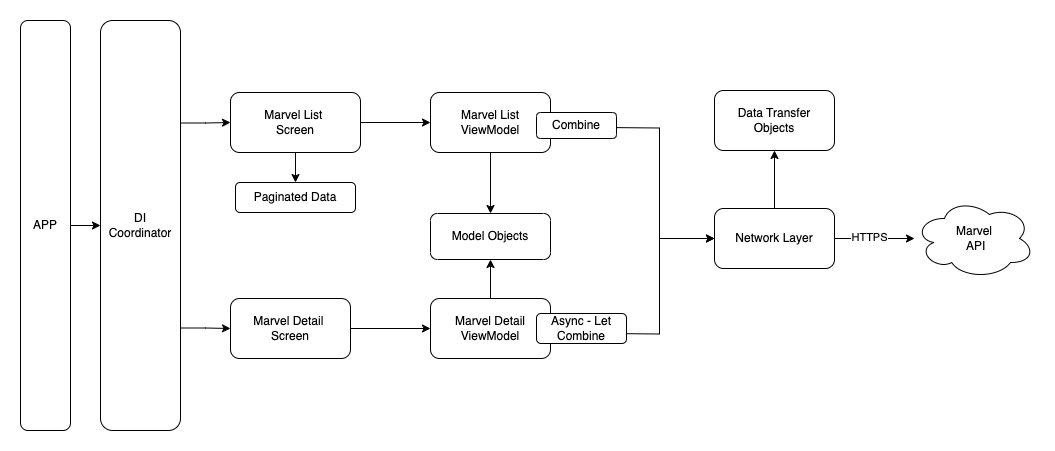 APP
DI
Coordinator
Marvel List
Screen
Paginated Data
Marvel Detail
Screen
Marvel List
ViewModel
Combine
Model Objects
Marvel Detail
ViewModel
Async - Let
Combine
Data Transfer
Objects
Network Layer
HTTPS
Marvel
API